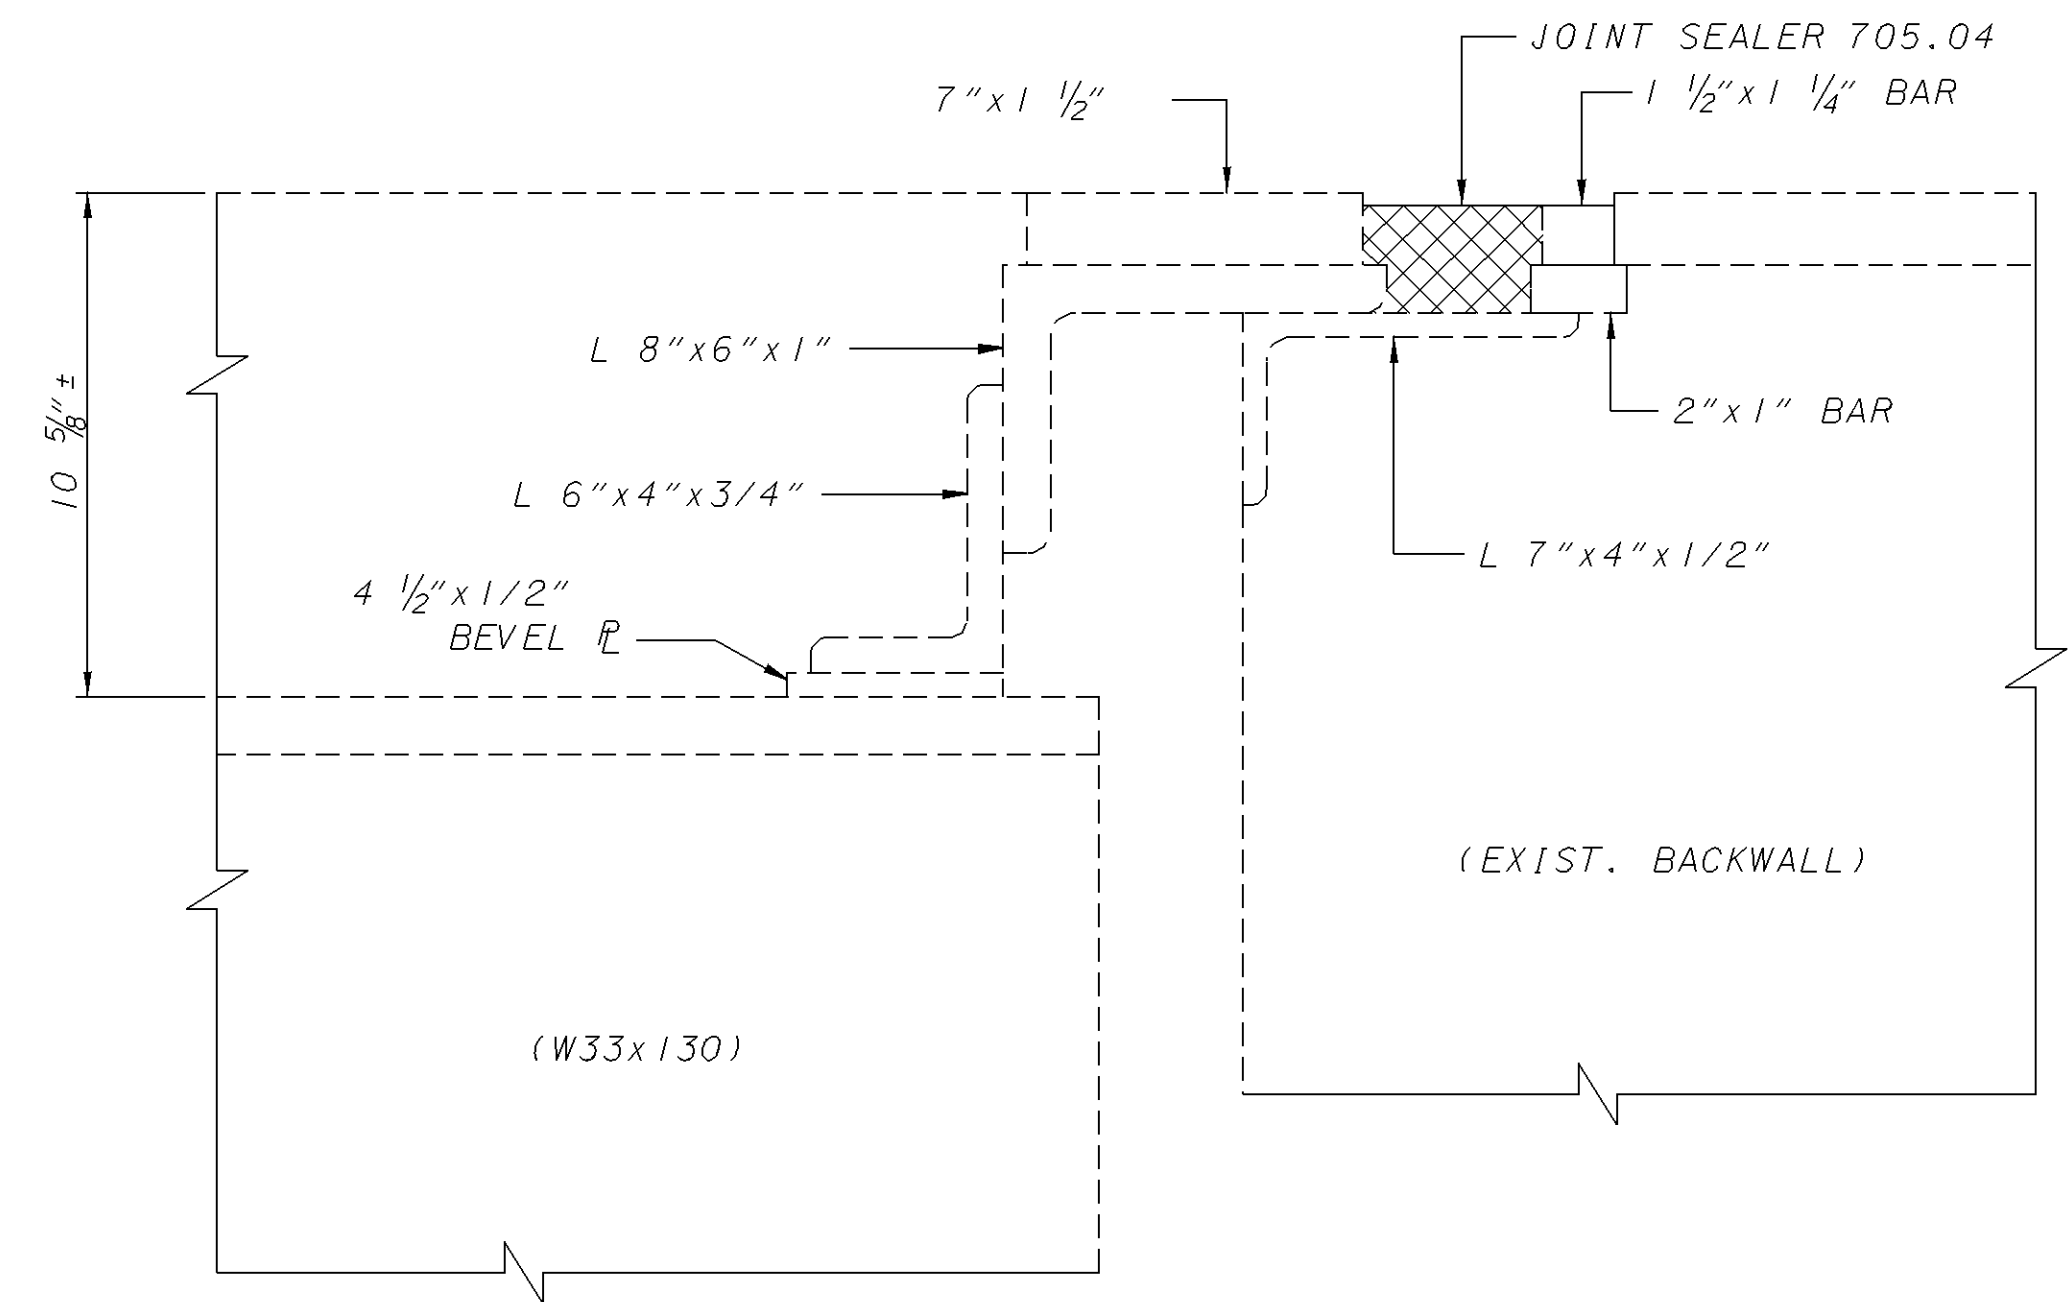 JOINT SEALER 705.04
7"x1 ½"
1 ½"x1 ¼" BAR
L 8"x6"x1"
10 ⅝" ±
2"x1" BAR
L 6"x4"x3/4"
L 7"x4"x1/2"
4 ½"x1/2"
BEVEL ⅊
(EXIST. BACKWALL)
(W33x130)